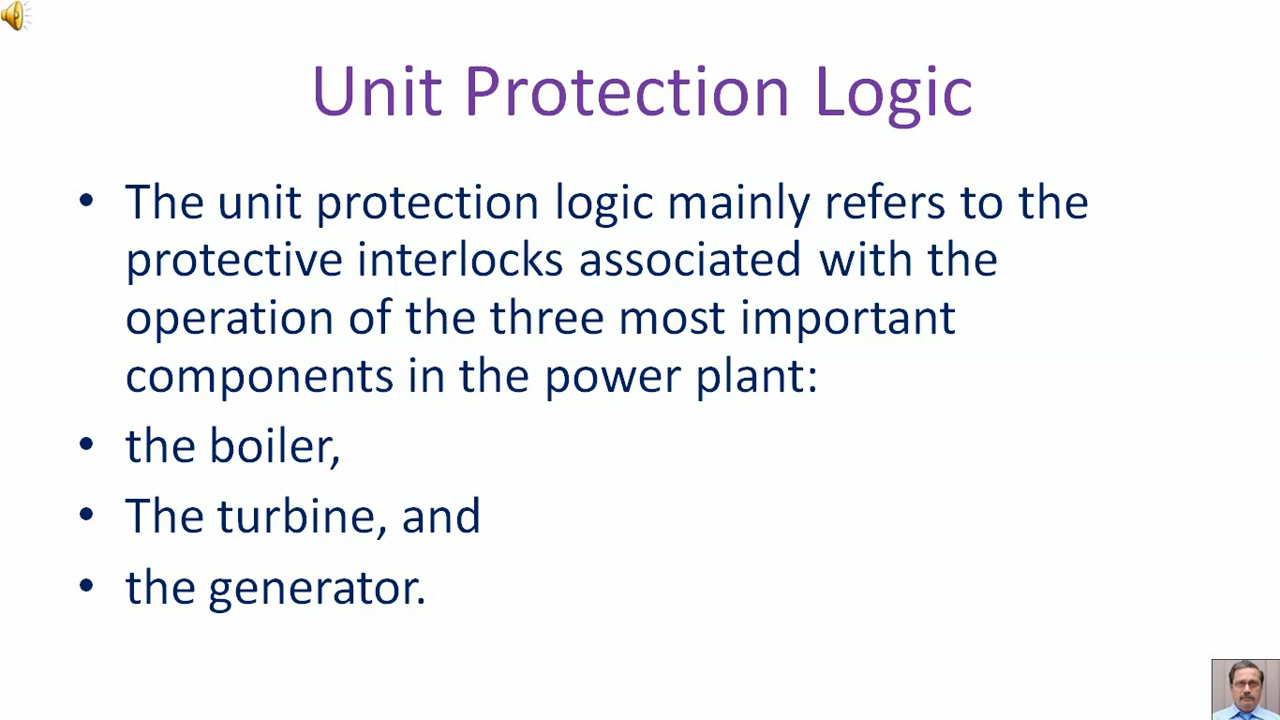 Unit Protection Logic
• The unit protection logic mainly refers to the
protective interlocks associated with the
operation of the three most important
components in the power plant:
• the boiler,
• The turbine, and
• the generator.